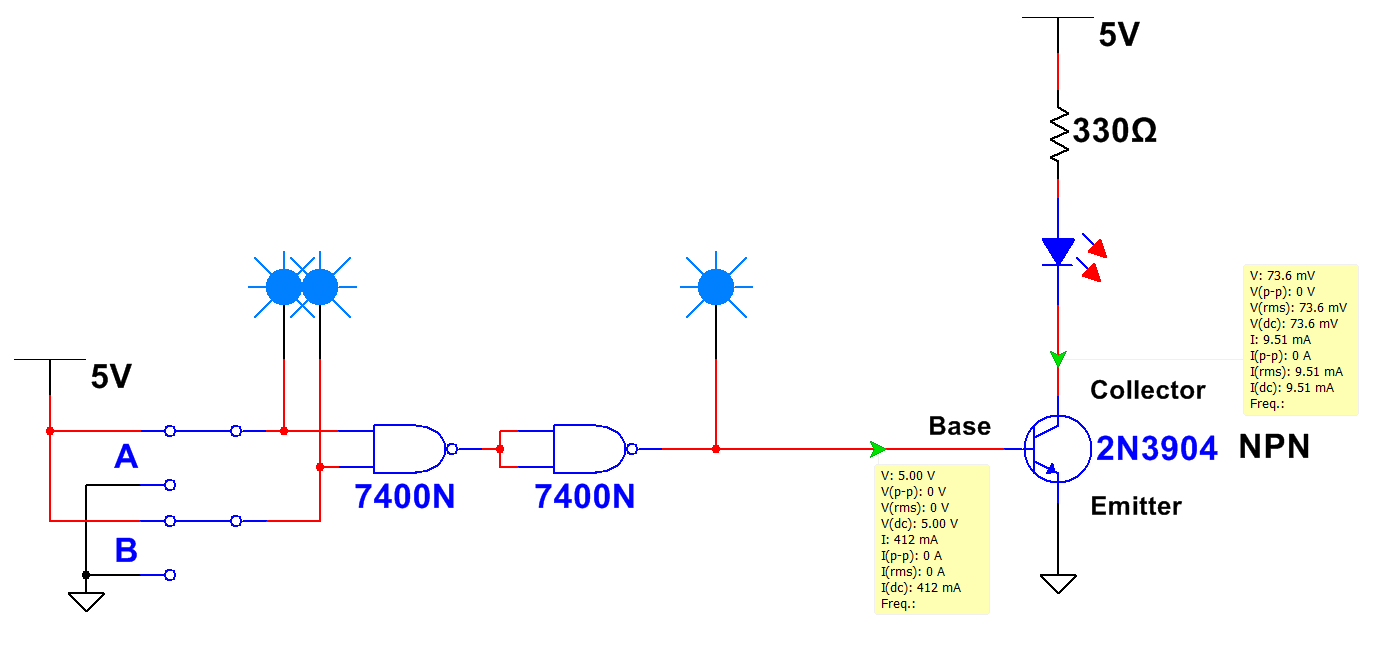 5V
330Ω
V: 73.6 mV
V(p-p): 0 V
V(rms): 73.6 mV
V(dc): 73.6 mV
I: 9.51 mA
I(p-p): 0 A
I(rms): 9.51 mA
I(dc): 9.51 mA
Freq.:
5V
Collector
Base
2N3904 NPN
A
7400N 7400N
Emitter
B
V: 5.00 V
V(p-p): 0 V
V(rms): 0 V
V(dc): 5.00 V
I: 412 mA
I(p-p): 0 A
I(rms): 0 A
I(dc): 412 mA
Freq.: